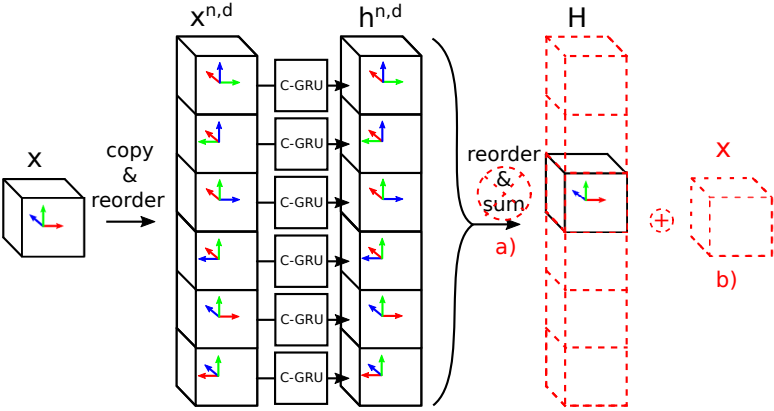 x
copy
&
reorder
x^{n,d}
C-GRU
C-GRU
C-GRU
C-GRU
C-GRU
C-GRU
h^{n,d}
reorder
&
sum
a)
H
+
x
b)